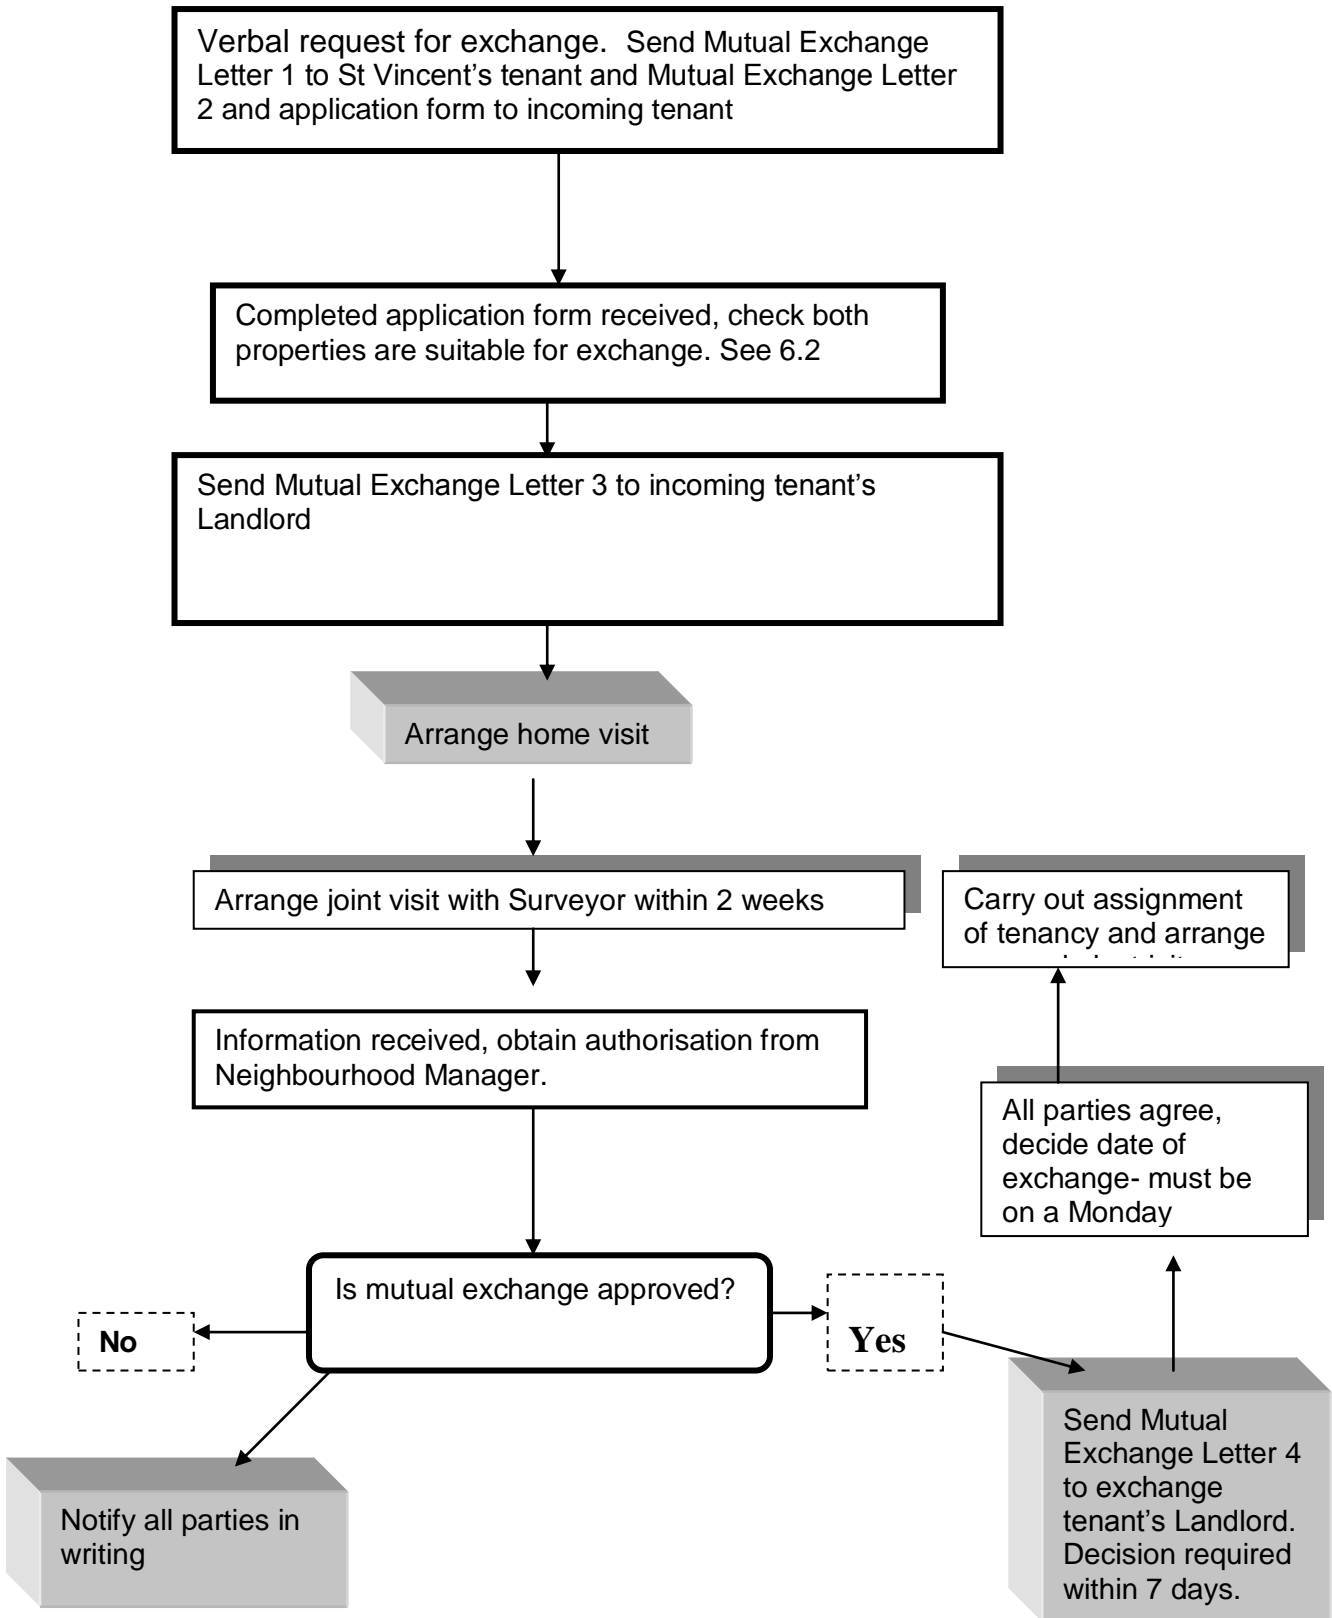 Verbal request for exchange. Send Mutual Exchange
Letter 1 to St Vincent's tenant and Mutual Exchange Letter
2 and application form to incoming tenant
Completed application form received, check both
properties are suitable for exchange. See 6.2
Send Mutual Exchange Letter 3 to incoming tenant's
Landlord
Arrange home visit
Arrange joint visit with Surveyor within 2 weeks
Information received, obtain authorisation from
Neighbourhood Manager.
Is mutual exchange approved?
No
Yes
Notify all parties in
writing
Send Mutual
Exchange Letter 4
to exchange
tenant's Landlord.
Decision required
within 7 days.
All parties agree,
decide date of
exchange- must be
on a Monday
Carry out assignment
of tenancy and arrange